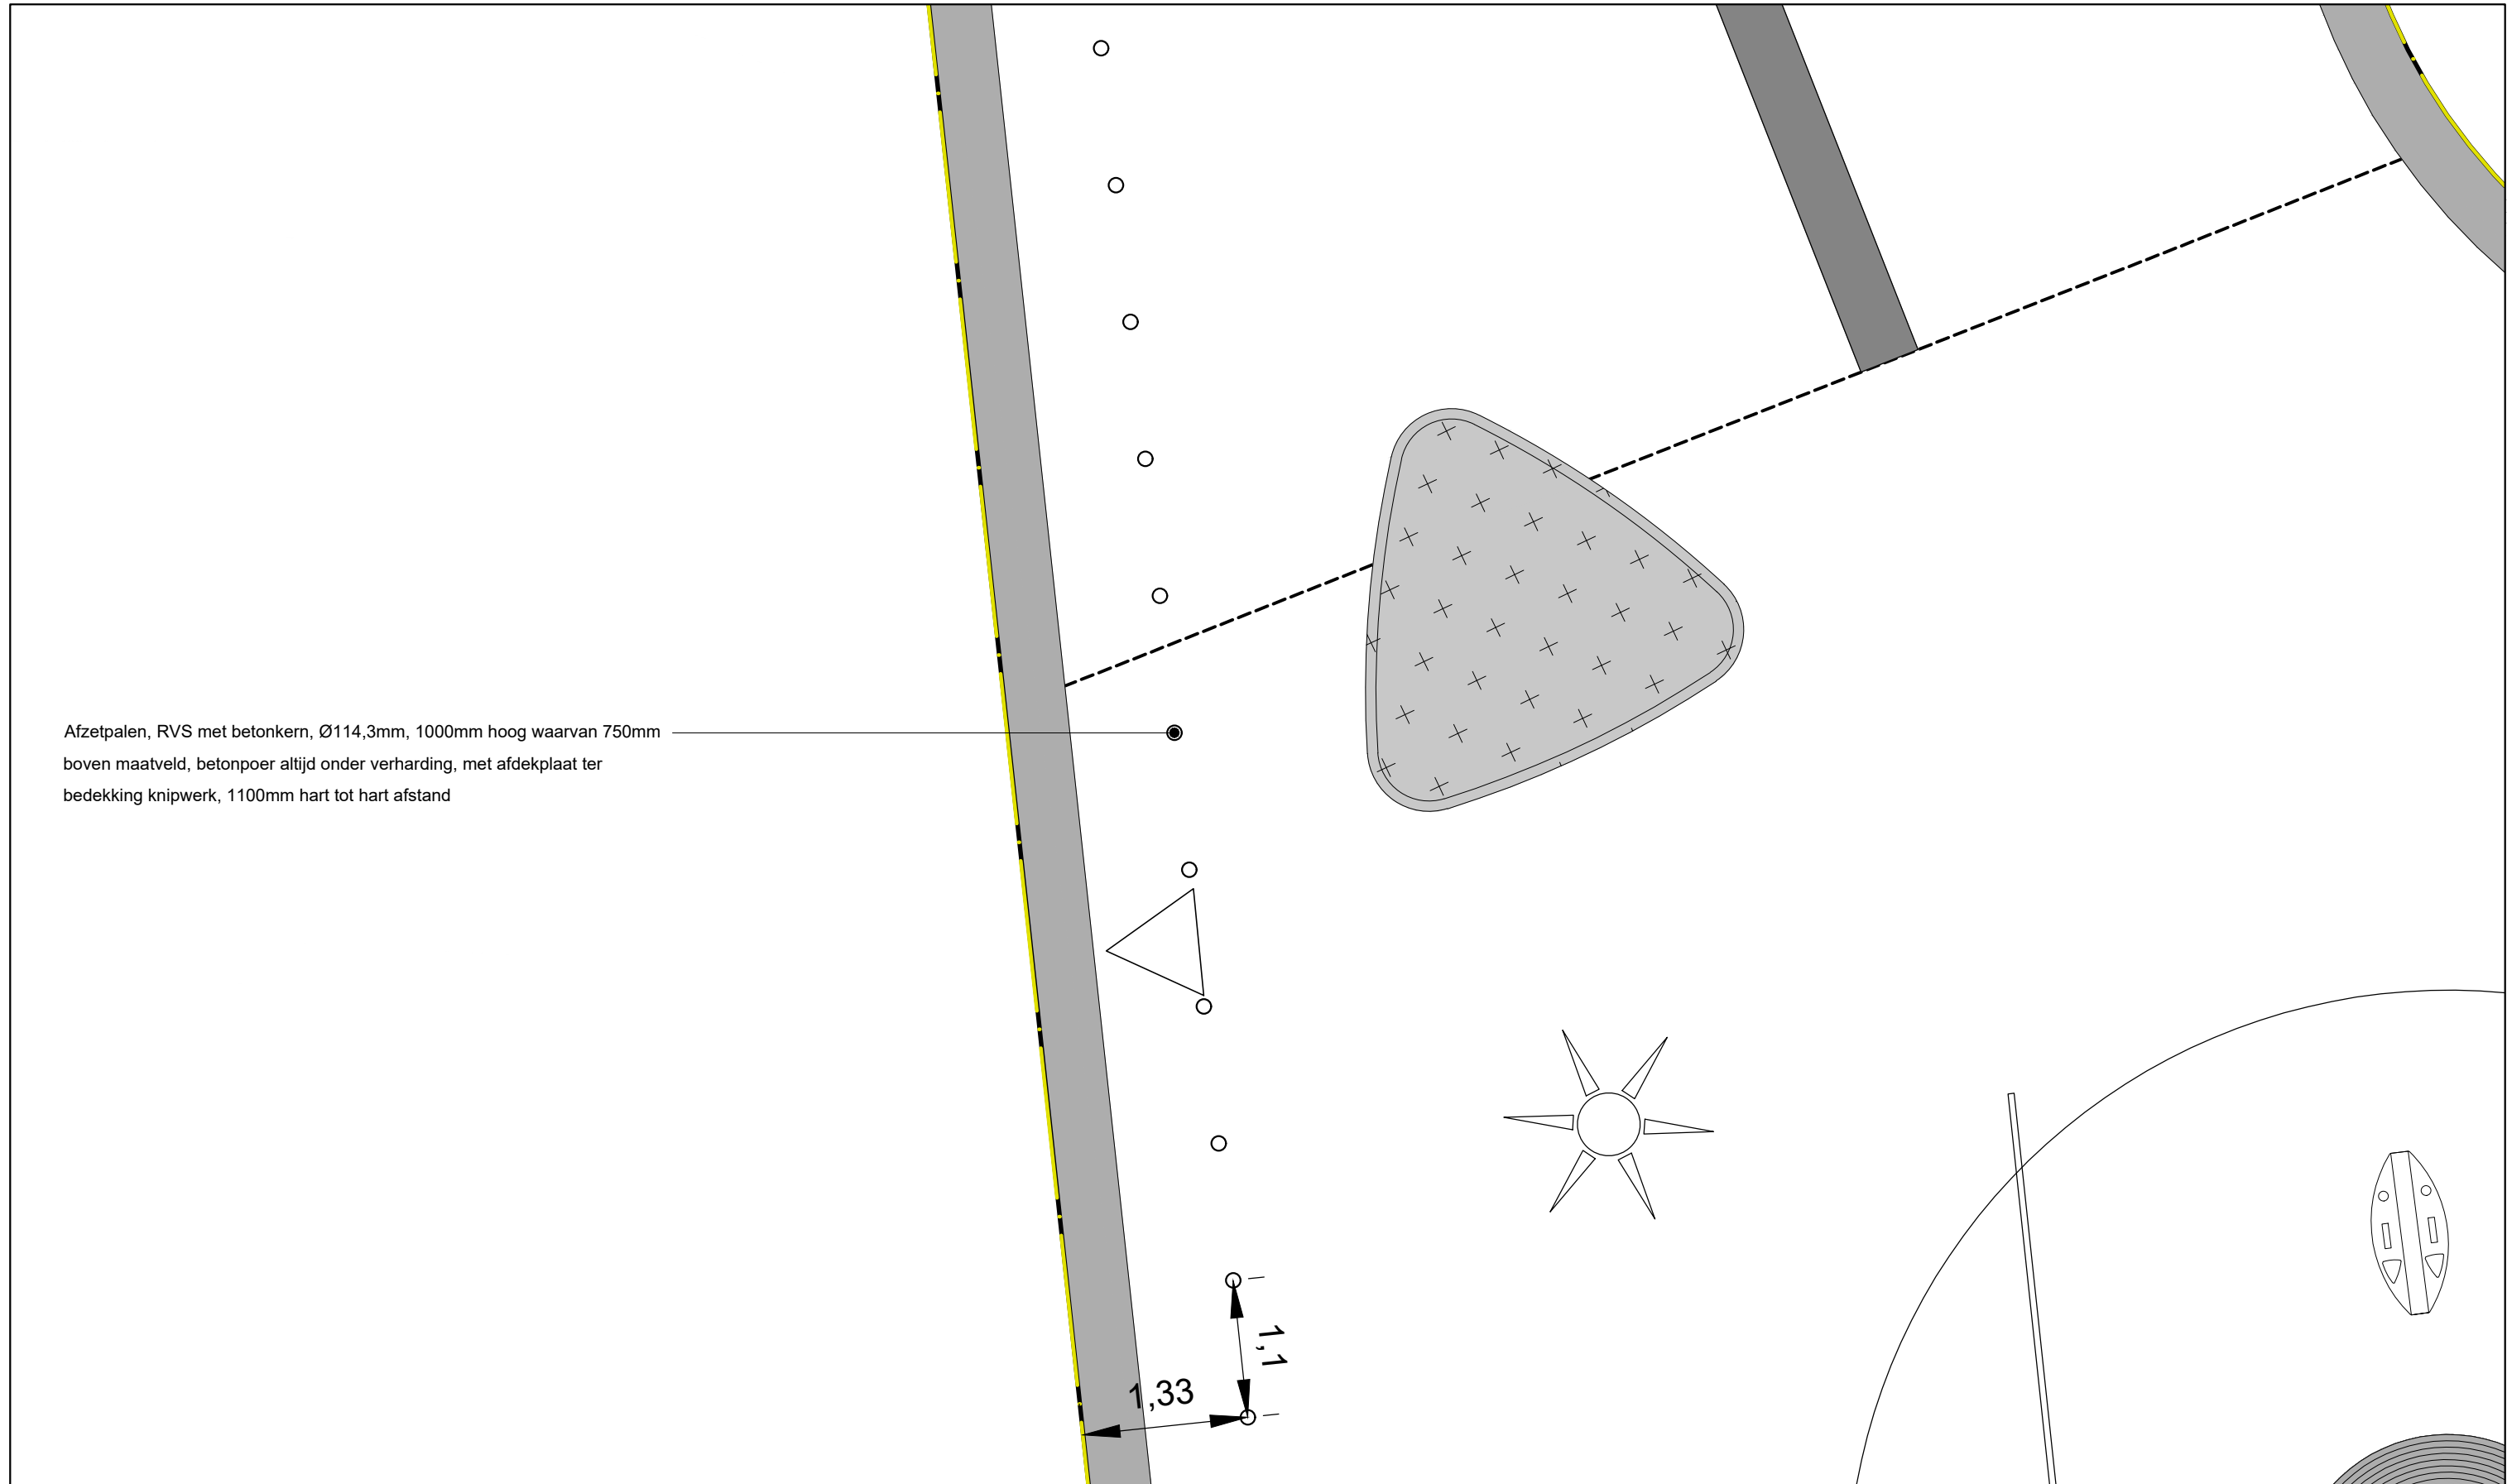 Afzetpalen, RVS met betonkern, Ø114,3mm, 1000mm hoog waarvan 750mm
boven maatveld, betonpoer altijd onder verharding, met afdekplaat ter
bedekking knipwerk, 1100mm hart tot hart afstand
1,1
1,33